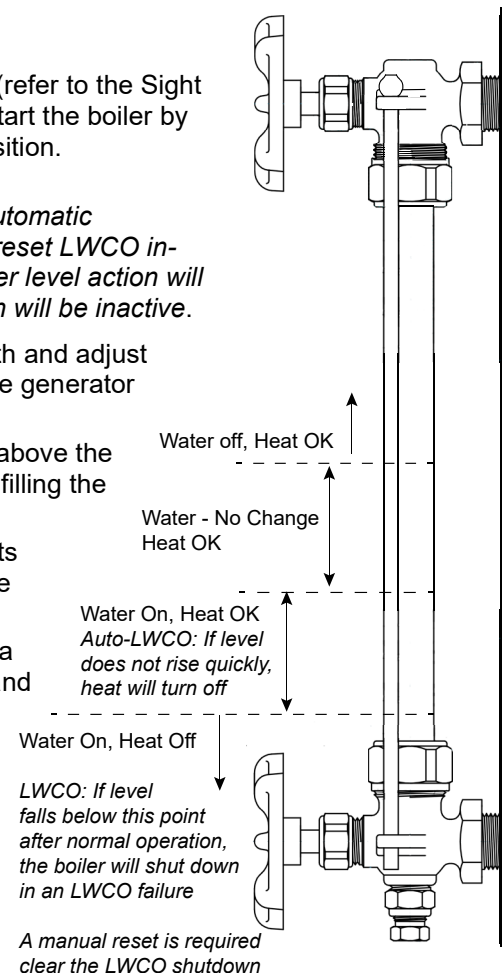 (refer to the Sight
tart the boiler by
sition.
utomatic
reset LWCO in-
er level action will
n will be inactive.
th and adjust
e generator
above the
filling the
ts
e
a
nd
Water off, Heat OK
Water - No Change
Heat OK
Water On, Heat OK
Auto-LWCO: If level
does not rise quickly,
heat will turn off
Water On, Heat Off
LWCO: If level
falls below this point
after normal operation,
the boiler will shut down
in an LWCO failure
A manual reset is required
clear the LWCO shutdown